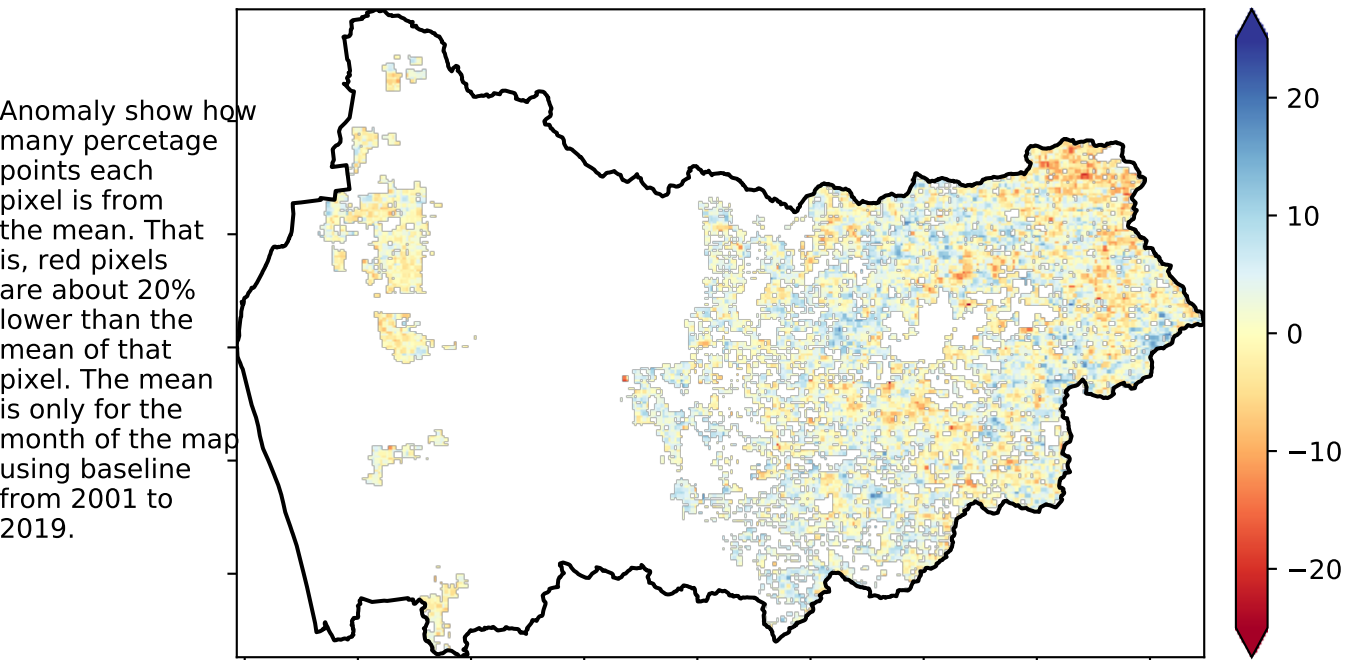 Anomaly show how
many percetage
points each
pixel is from
the mean. That
is, red pixels
are about 20%
lower than the
mean of that
pixel. The mean
is only for the
month of the map
using baseline
from 2001 to
2019.
20
10
0
−10
−20